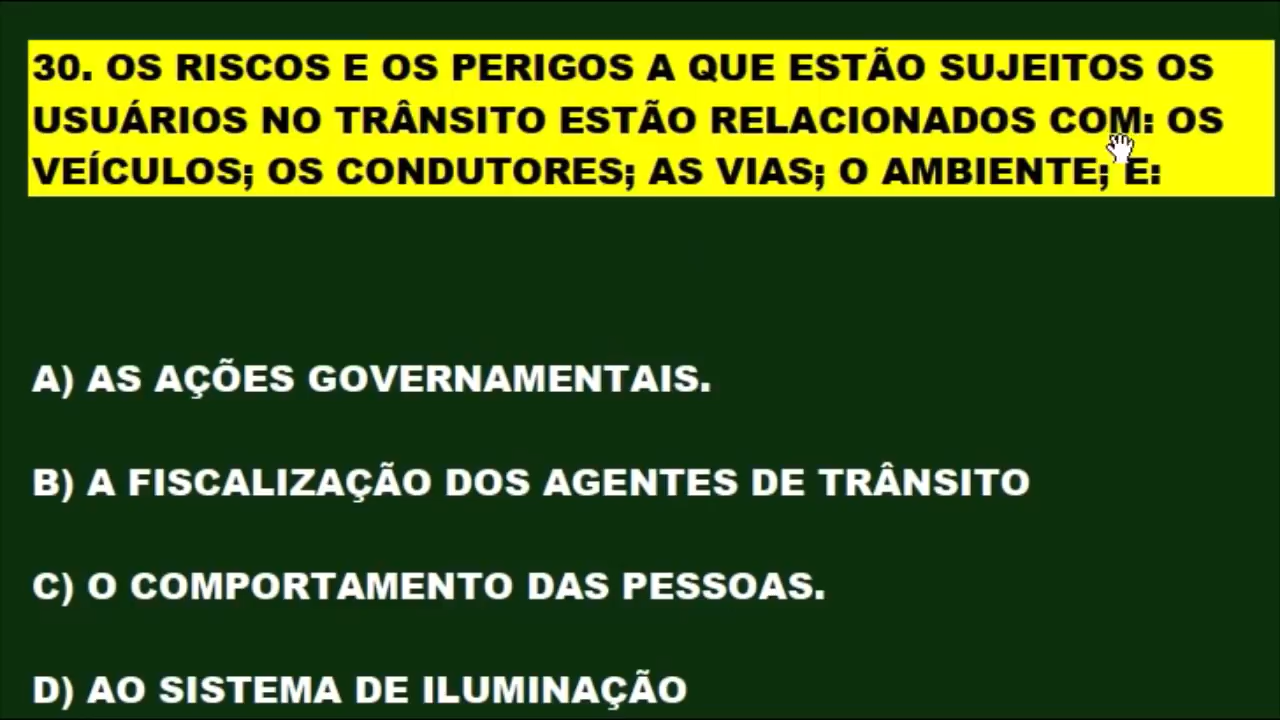 30. OS RISCOS E OS PERIGOS A QUE ESTÃO SUJEITOS OS
USUÁRIOS NO TRÂNSITO ESTÃO RELACIONADOS COM: OS
VEÍCULOS; OS CONDUTORES; AS VIAS; O AMBIENTE; E:
A) AS AÇÕES GOVERNAMENTAIS.
B) A FISCALIZAÇÃO DOS AGENTES DE TRÂNSITO
C) O COMPORTAMENTO DAS PESSOAS.
D) AO SISTEMA DE ILUMINAÇÃO